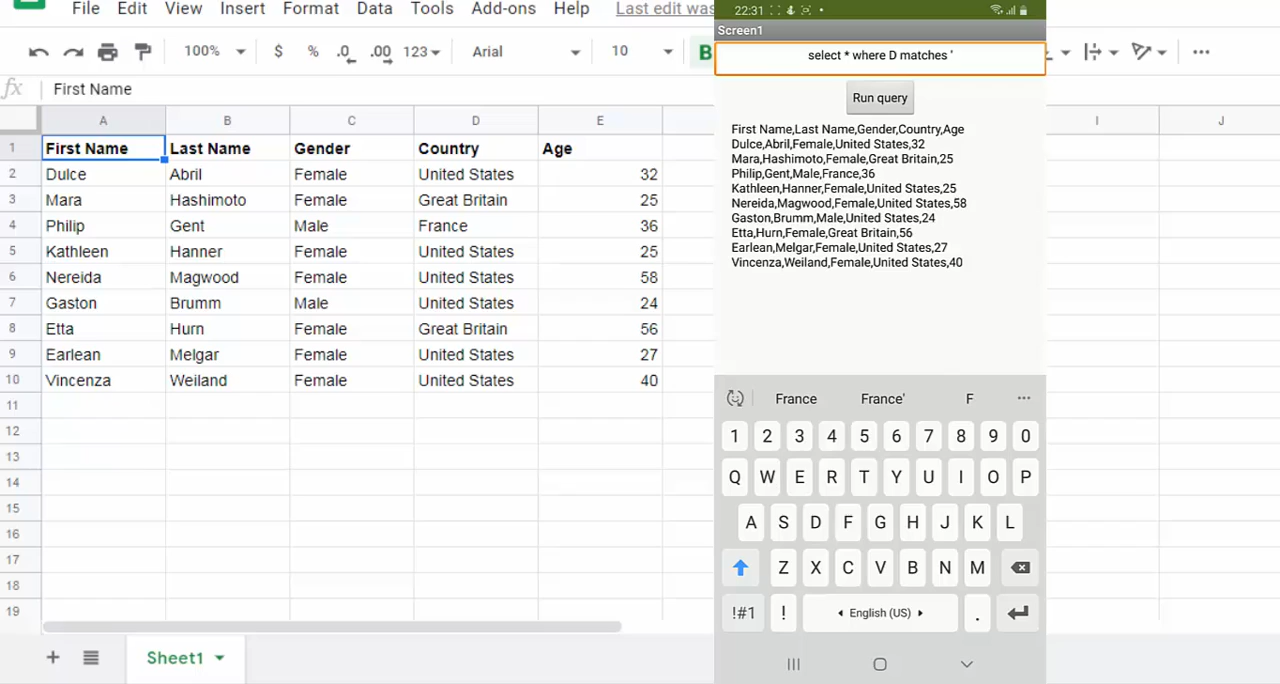 File Edit View Insert Format Data Tools Add-ons Help Last edit was
100% $ % .0 .00 123 Arial 10 B
fx First Name
A B C D E I J
1 First Name Last Name Gender Country Age
2 Dulce Abril Female United States 32
3 Mara Hashimoto Female Great Britain 25
4 Philip Gent Male France 36
5 Kathleen Hanner Female United States 25
6 Nereida Magwood Female United States 58
7 Gaston Brumm Male United States 24
8 Etta Hurn Female Great Britain 56
9 Earlean Melgar Female United States 27
10 Vincenza Weiland Female United States 40
11
12
13
14
15
16
17
18
19
+ Sheet1
22:31
Screen1
select * where D matches '
Run query
First Name,Last Name,Gender,Country,Age
Dulce,Abril,Female,United States,32
Mara,Hashimoto,Female,Great Britain,25
Philip,Gent,Male,France,36
Kathleen,Hanner,Female,United States,25
Nereida,Magwood,Female,United States,58
Gaston,Brumm,Male,United States,24
Etta,Hurn,Female,Great Britain,56
Earlean,Melgar,Female,United States,27
Vincenza,Weiland,Female,United States,40
France France' F ...
1 2 3 4 5 6 7 8 9 0
Q W E R T Y U I O P
A S D F G H J K L
Z X C V B N M
!#1 ! English (US) .